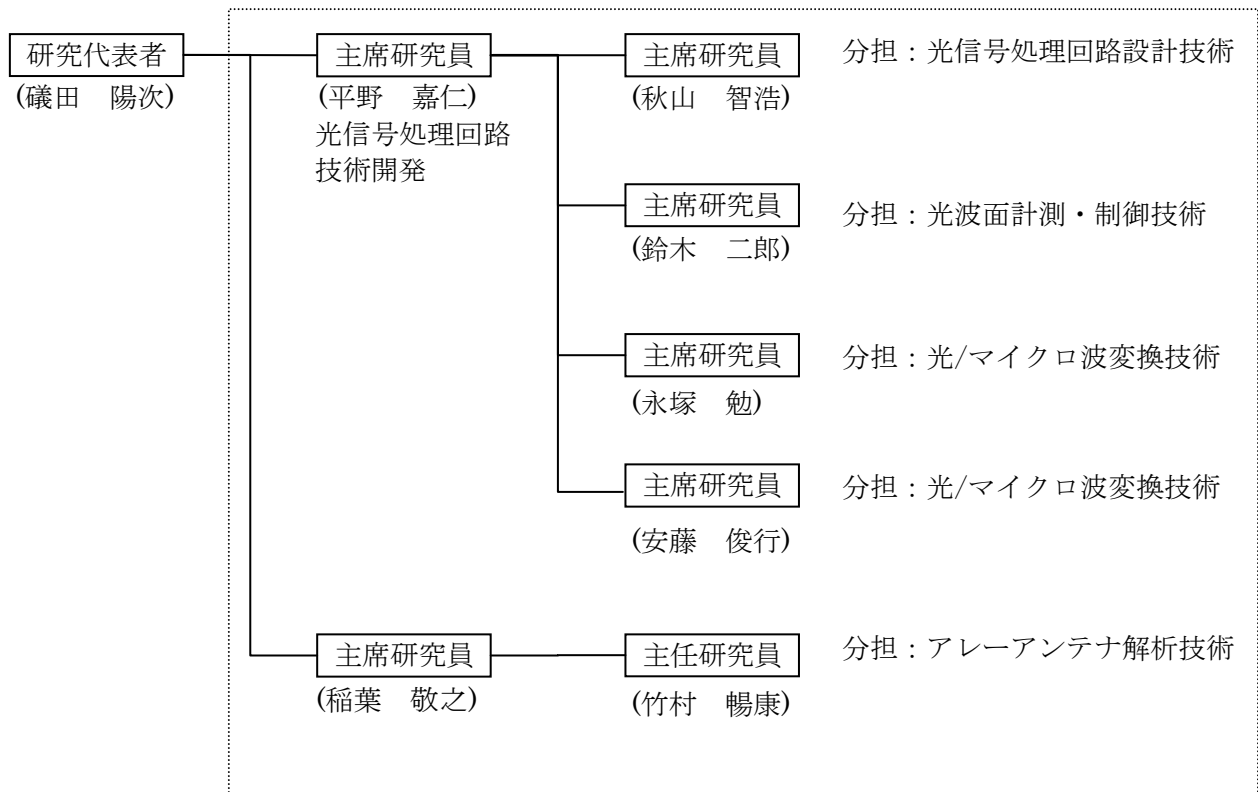 研究代表者
(礒田　陽次)
主席研究員
(平野　嘉仁)
光信号処理回路
技術開発
主席研究員
(秋山　智浩)
分担：光信号処理回路設計技術
主席研究員
(鈴木　二郎)
分担：光波面計測・制御技術
主席研究員
(永塚　勉)
分担：光/マイクロ波変換技術
主席研究員
(安藤　俊行)
分担：光/マイクロ波変換技術
主席研究員
(稲葉　敬之)
主任研究員
(竹村　暢康)
分担：アレーアンテナ解析技術